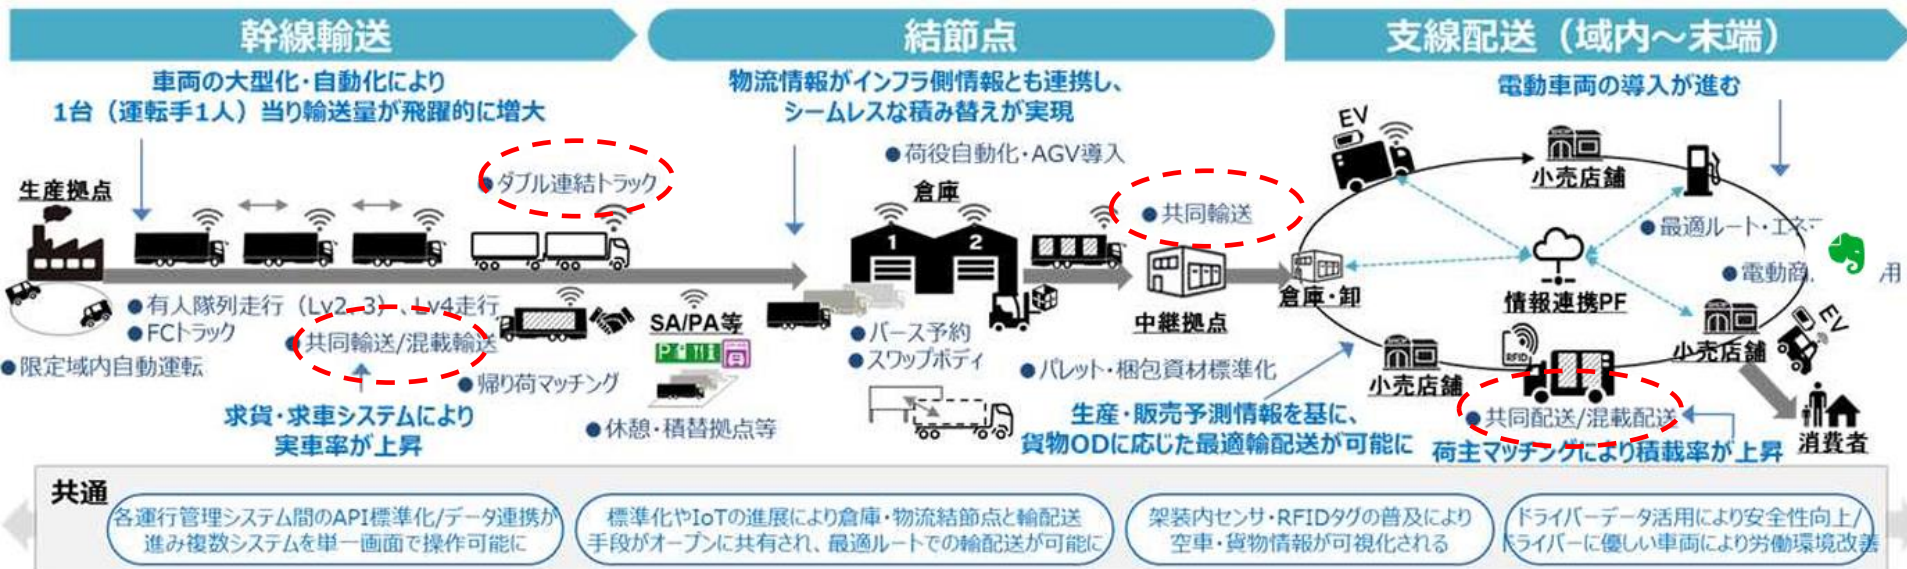 幹線輸送
結節点
支線配送（域内～末端）
車両の大型化・自動化により
1台（運転手1人）当り輸送量が飛躍的に増大
物流情報がインフラ側情報とも連携し、
シームレスな積み替えが実現
電動車両の導入が進む
生産拠点
●ダブル連結トラック
●有人隊列走行（Lv2、3）、Lv4走行
●FCトラック
●限定域内自動運転
●共同輸送/混載輸送
●帰り荷マッチング
求貨・求車システムにより
実車率が上昇
SA/PA等
P
●休憩・積替拠点等
●荷役自動化・AGV導入
倉庫
1
2
●共同輸送
●バース予約
●スワップボディ
中継拠点
●パレット・梱包資材標準化
生産・販売予測情報を基に、
貨物ODに応じた最適輸配送が可能に
EV
小売店舗
●最適ルート・エネ
●電動商
用
倉庫・卸
情報連携PF
小売店舗
RFID
小売店舗
EV
●共同配送/混載配送
荷主マッチングにより積載率が上昇
消費者
共通
各運行管理システム間のAPI標準化/データ連携が
進み複数システムを単一画面で操作可能に
標準化やIoTの進展により倉庫・物流結節点と輸配送
手段がオープンに共有され、最適ルートでの輸配送が可能に
架装内センサ・RFIDタグの普及により
空車・貨物情報が可視化される
ドライバーデータ活用により安全性向上/
ドライバーに優しい車両により労働環境改善